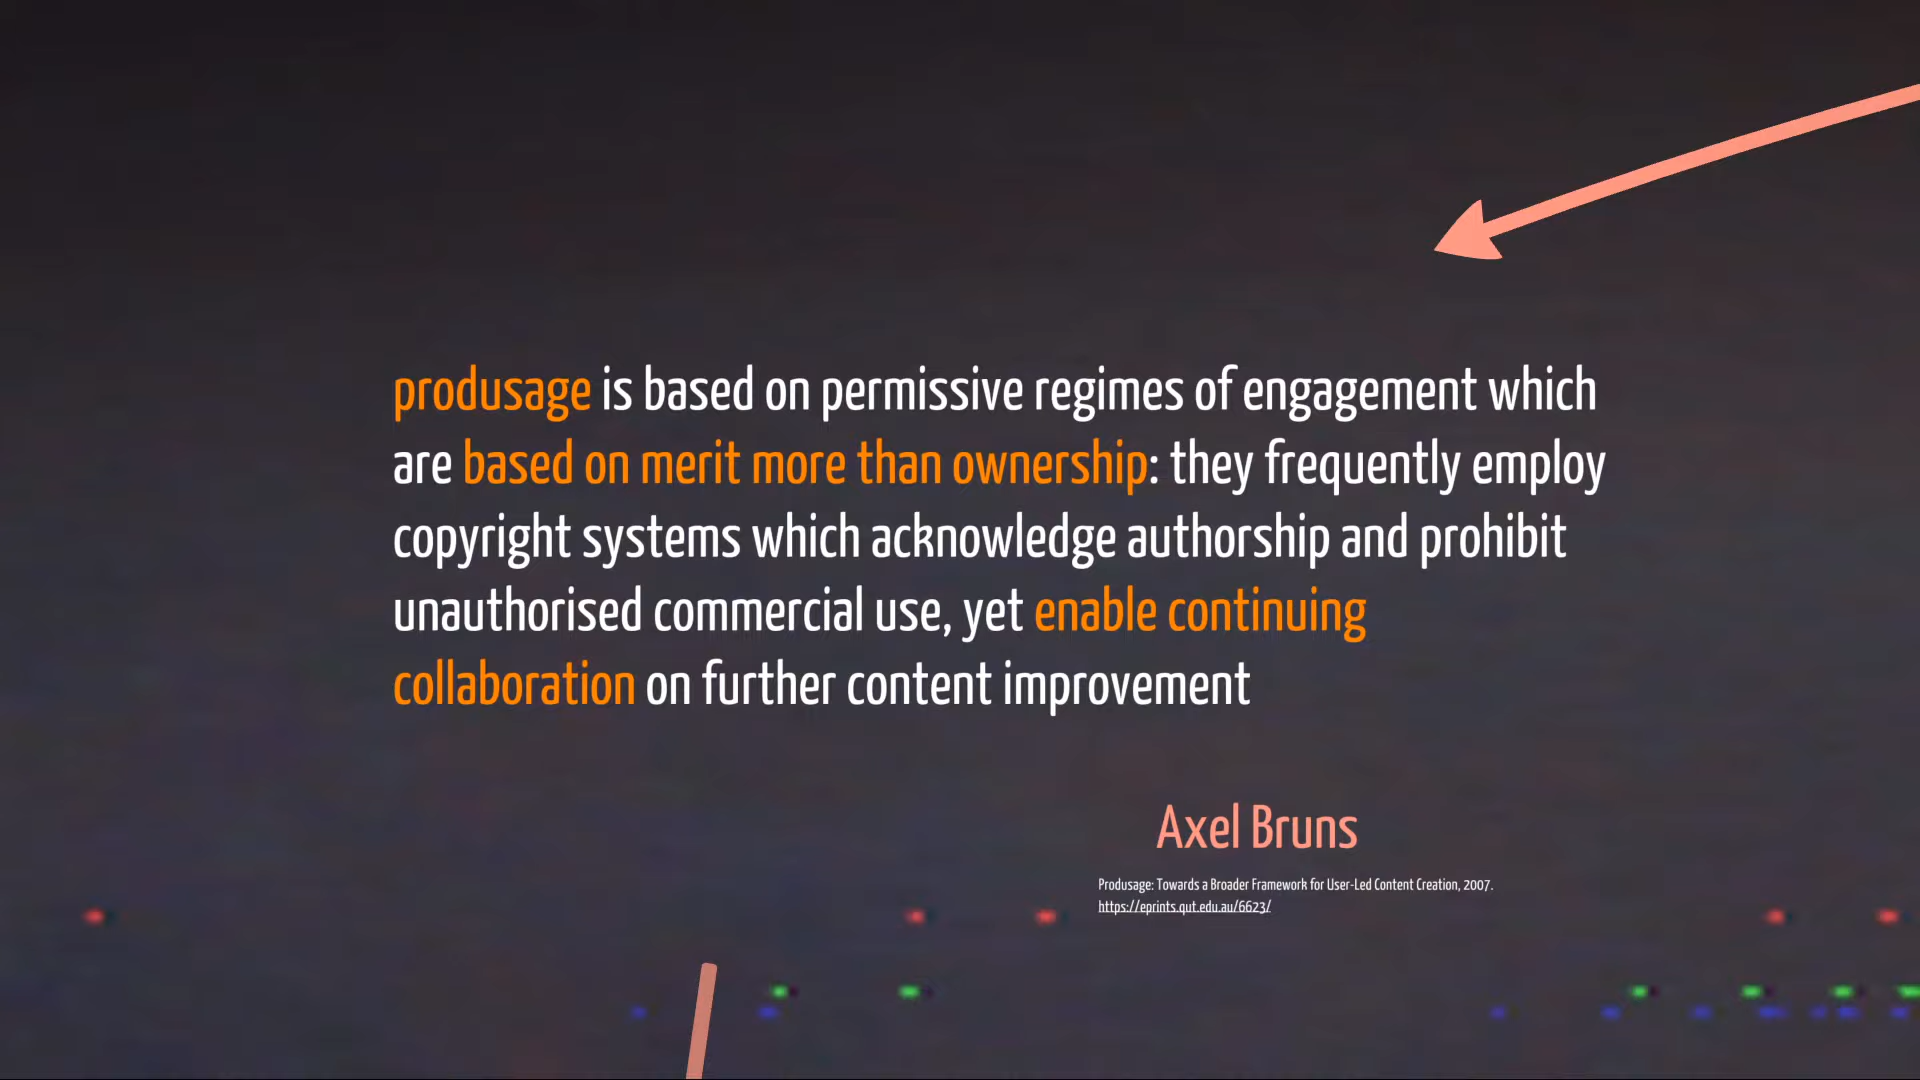 produsage is based on permissive regimes of engagement which
are based on merit more than ownership: they frequently employ
copyright systems which acknowledge authorship and prohibit
unauthorised commercial use, yet enable continuing
collaboration on further content improvement
Axel Bruns
Produsage: Towards a Broader Framework for User-Led Content Creation, 2007.
https://eprints.qut.edu.au/6623/